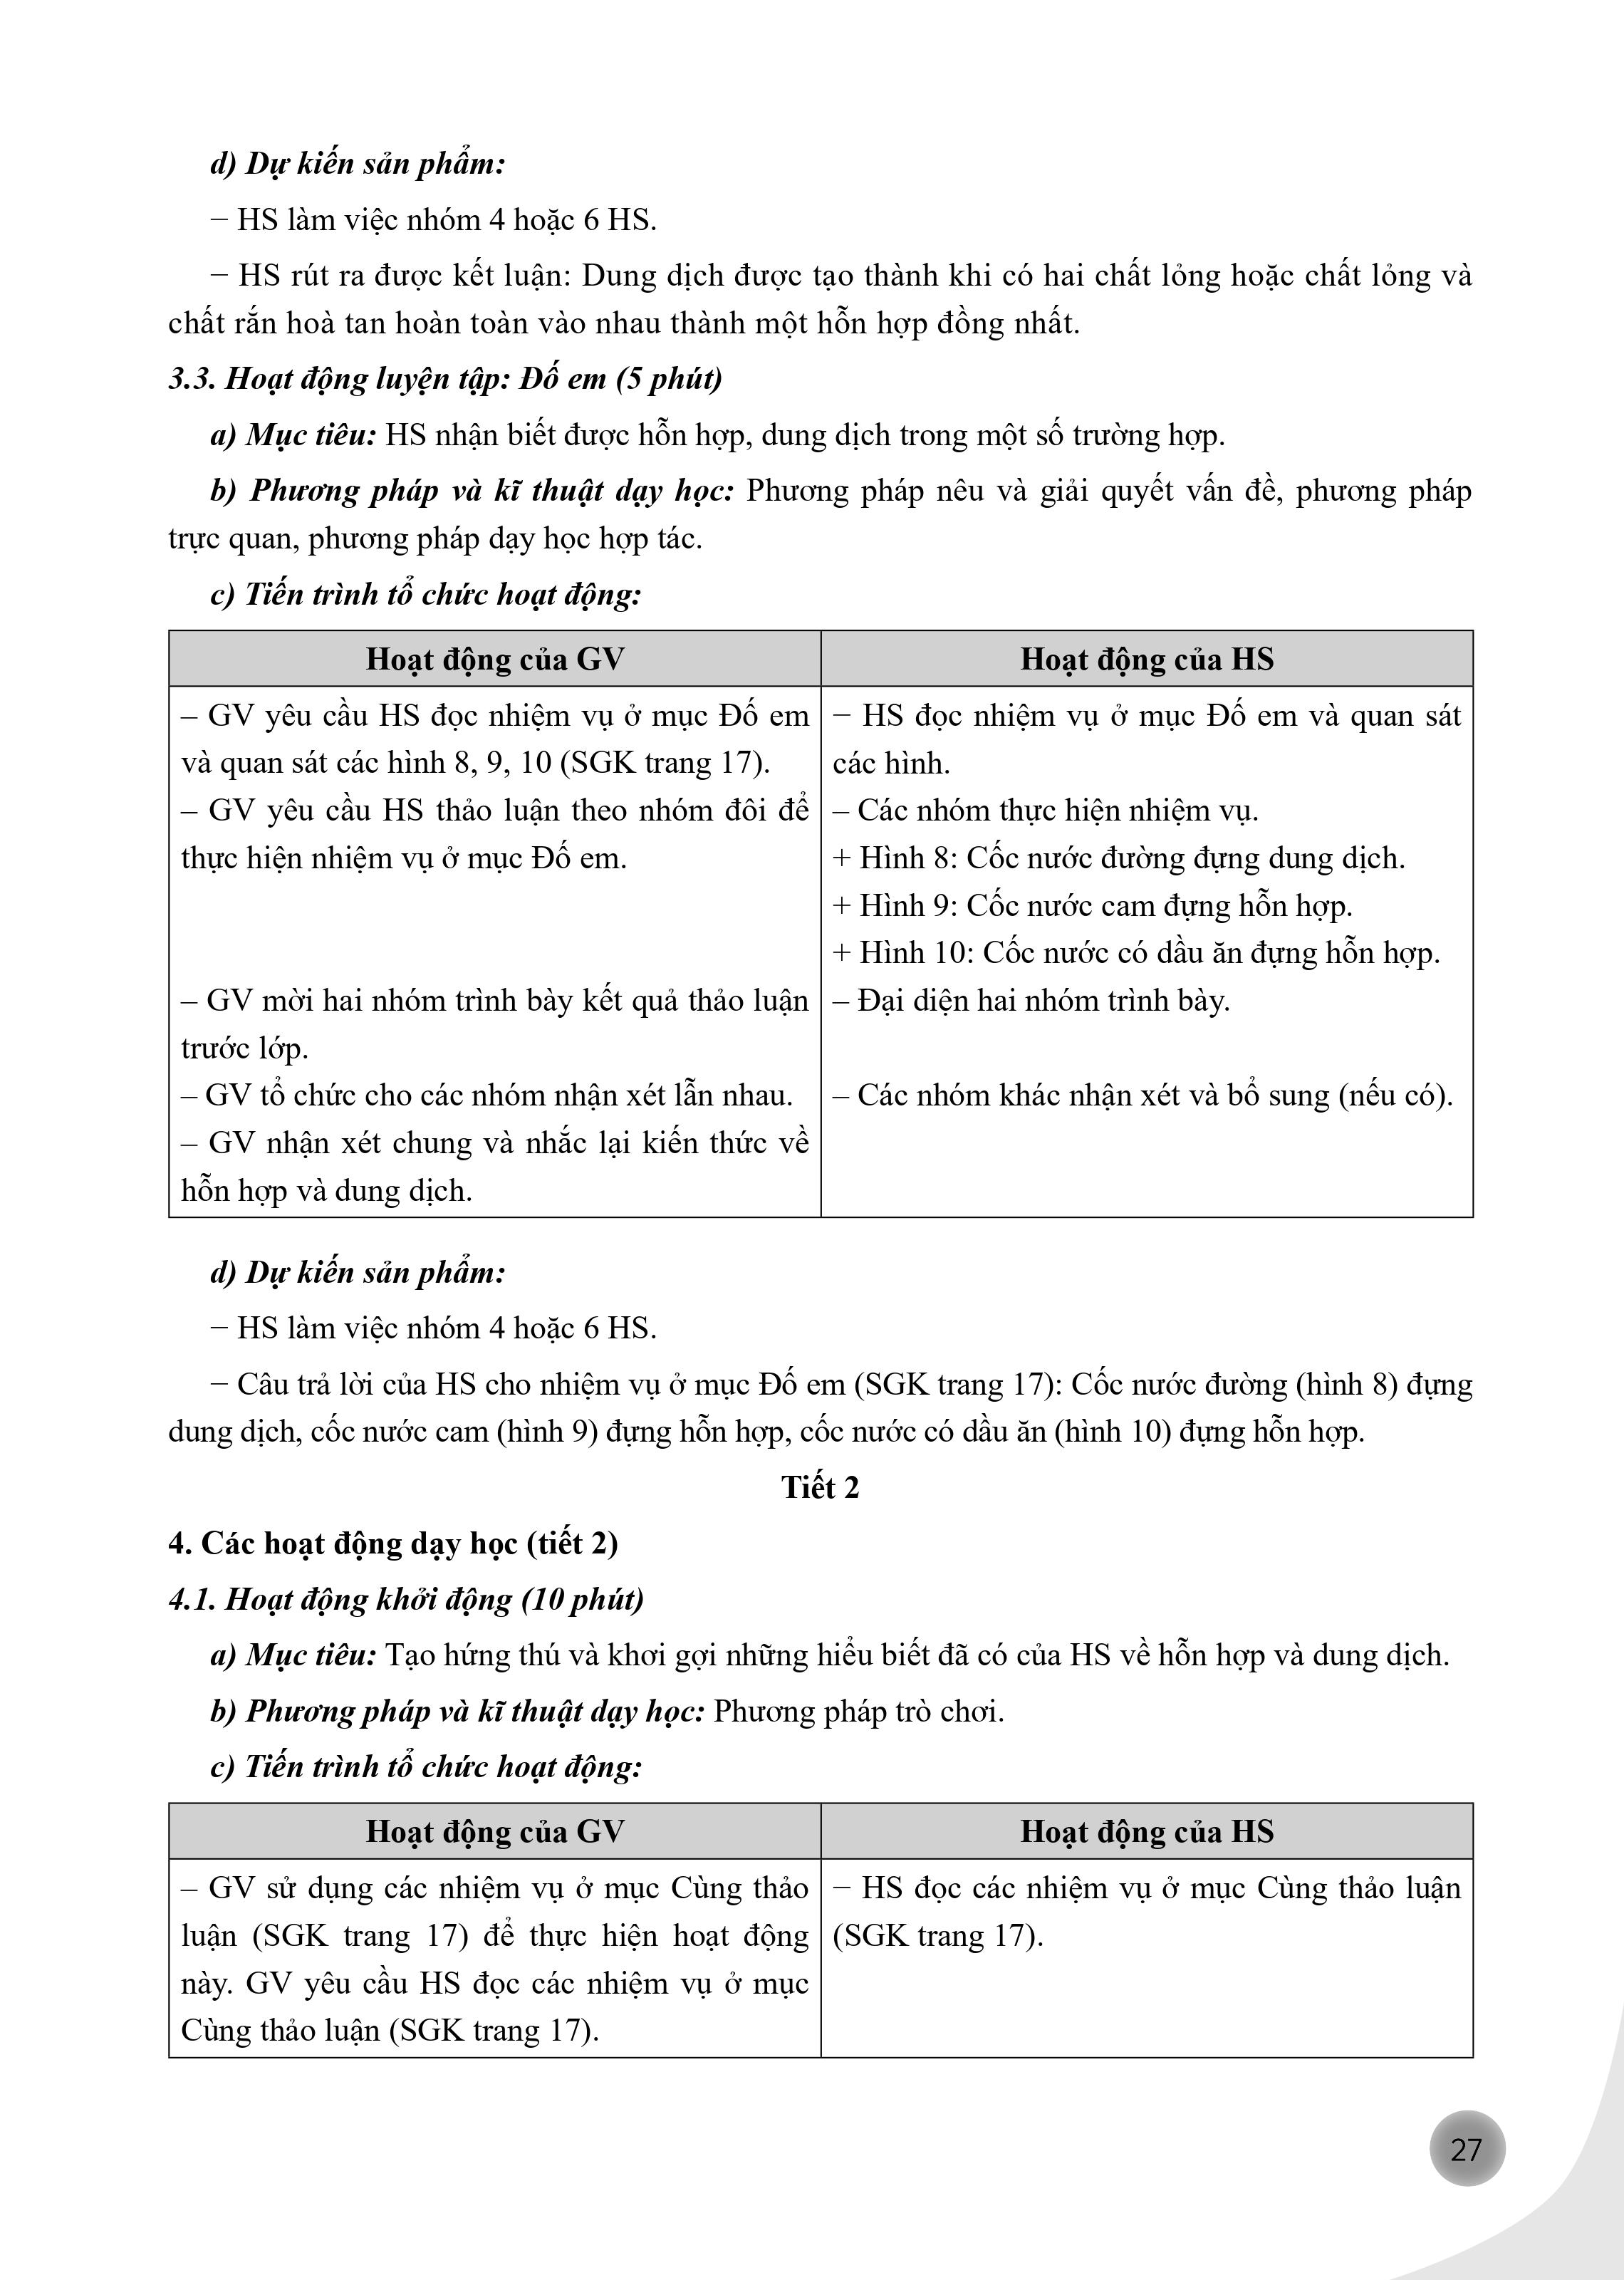 d) Dự kiến sản phẩm:
− HS làm việc nhóm 4 hoặc 6 HS.
− HS rút ra được kết luận: Dung dịch được tạo thành khi có hai chất lỏng hoặc chất lỏng và
chất rắn hoà tan hoàn toàn vào nhau thành một hỗn hợp đồng nhất.
3.3. Hoạt động luyện tập: Đố em (5 phút)
a) Mục tiêu: HS nhận biết được hỗn hợp, dung dịch trong một số trường hợp.
b) Phương pháp và kĩ thuật dạy học: Phương pháp nêu và giải quyết vấn đề, phương pháp
trực quan, phương pháp dạy học hợp tác.
c) Tiến trình tổ chức hoạt động:
Hoạt động của GV
Hoạt động của HS
– GV yêu cầu HS đọc nhiệm vụ ở mục Đố em
và quan sát các hình 8, 9, 10 (SGK trang 17).
– GV yêu cầu HS thảo luận theo nhóm đôi để
thực hiện nhiệm vụ ở mục Đố em.
– GV mời hai nhóm trình bày kết quả thảo luận
trước lớp.
– GV tổ chức cho các nhóm nhận xét lẫn nhau.
– GV nhận xét chung và nhắc lại kiến thức về
hỗn hợp và dung dịch.
− HS đọc nhiệm vụ ở mục Đố em và quan sát
các hình.
– Các nhóm thực hiện nhiệm vụ.
+ Hình 8: Cốc nước đường đựng dung dịch.
+ Hình 9: Cốc nước cam đựng hỗn hợp.
+ Hình 10: Cốc nước có dầu ăn đựng hỗn hợp.
– Đại diện hai nhóm trình bày.
– Các nhóm khác nhận xét và bổ sung (nếu có).
d) Dự kiến sản phẩm:
− HS làm việc nhóm 4 hoặc 6 HS.
− Câu trả lời của HS cho nhiệm vụ ở mục Đố em (SGK trang 17): Cốc nước đường (hình 8) đựng
dung dịch, cốc nước cam (hình 9) đựng hỗn hợp, cốc nước có dầu ăn (hình 10) đựng hỗn hợp.
Tiết 2
4. Các hoạt động dạy học (tiết 2)
4.1. Hoạt động khởi động (10 phút)
a) Mục tiêu: Tạo hứng thú và khơi gợi những hiểu biết đã có của HS về hỗn hợp và dung dịch.
b) Phương pháp và kĩ thuật dạy học: Phương pháp trò chơi.
c) Tiến trình tổ chức hoạt động:
Hoạt động của GV
Hoạt động của HS
– GV sử dụng các nhiệm vụ ở mục Cùng thảo
luận (SGK trang 17) để thực hiện hoạt động
này. GV yêu cầu HS đọc các nhiệm vụ ở mục
Cùng thảo luận (SGK trang 17).
− HS đọc các nhiệm vụ ở mục Cùng thảo luận
(SGK trang 17).
27